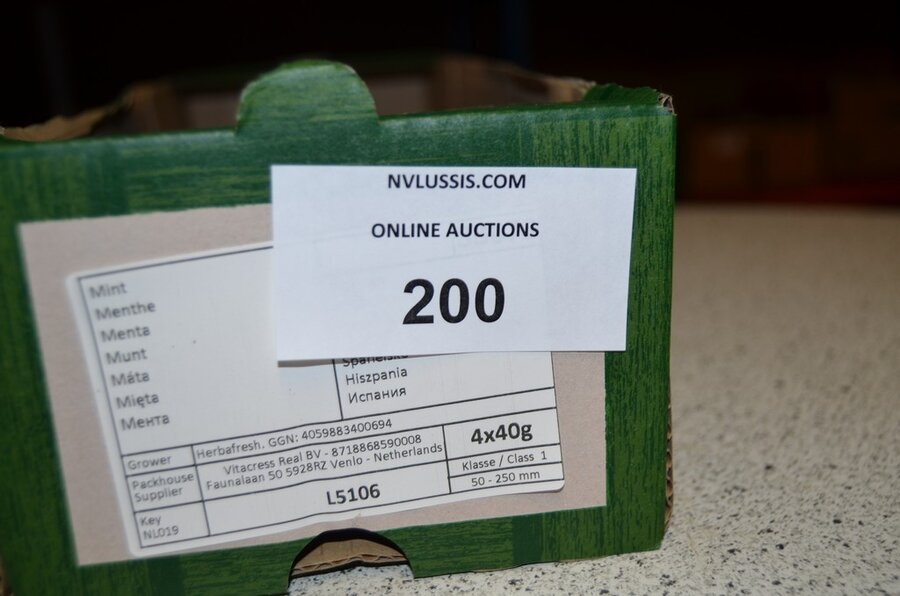 NVLUSSIS.COM
ONLINE AUCTIONS
200
Mint
Menthe
Menta
Munt
Máta
Mięta
Мента
Hiszpania
Испания
Grower
Herbafresh. GGN: 4059883400694
Packhouse
Supplier
Vitacress Real BV - 8718868590008
Faunalaan 50 5928RZ Venlo - Netherlands
4x40g
Klasse / Class 1
50 - 250 mm
Key
NL019
L5106